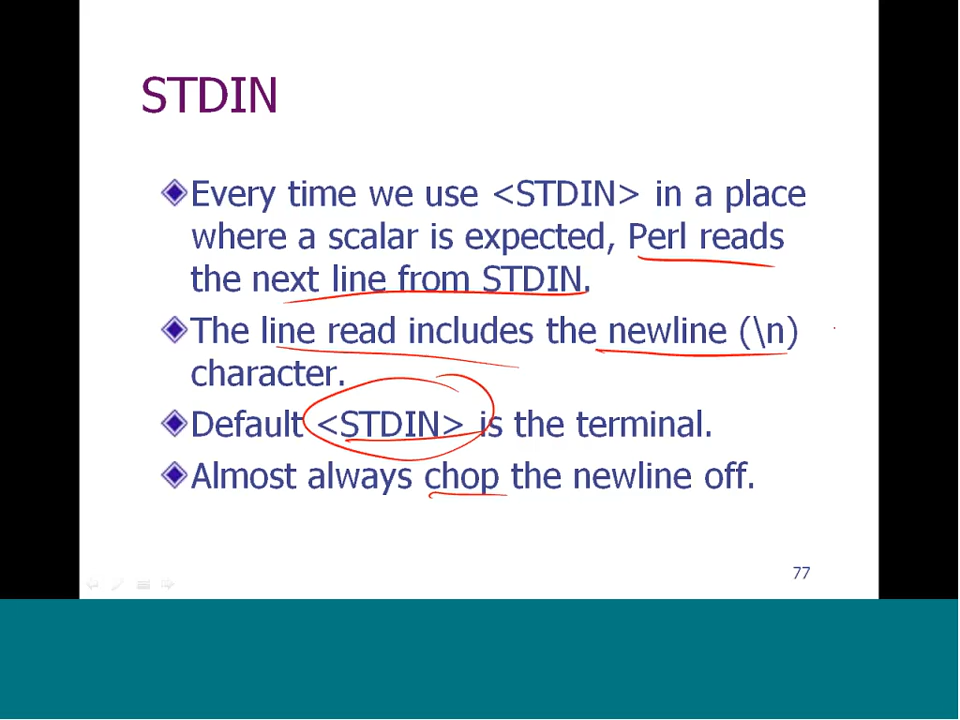 STDIN
Every time we use <STDIN> in a place
where a scalar is expected, Perl reads
the next line from STDIN.
The line read includes the newline (\n)
character.
Default <STDIN> is the terminal.
Almost always chop the newline off.
77